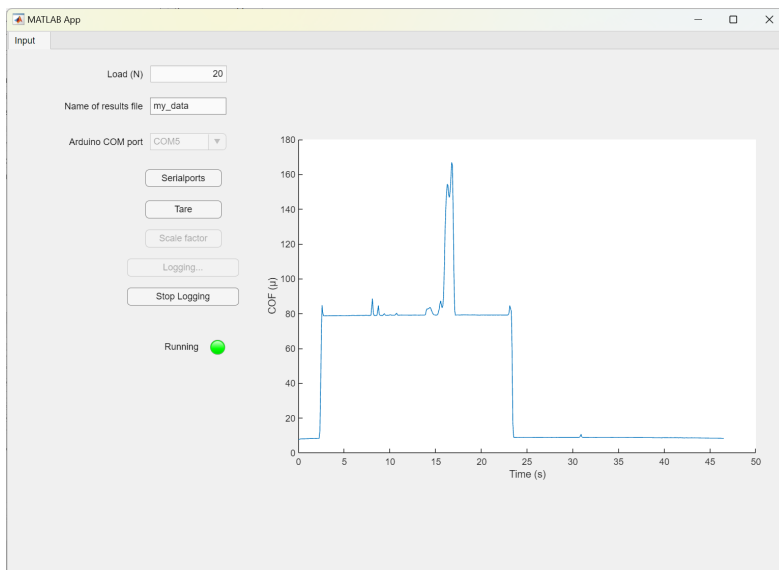 MATLAB App
Input
Load (N) 20
Name of results file my_data
Arduino COM port COM5
Serialports
Tare
Scale factor
Logging...
Stop Logging
Running
180
160
140
120
100
80
60
40
20
0
COF (μ)
0 5 10 15 20 25 30 35 40 45 50
Time (s)